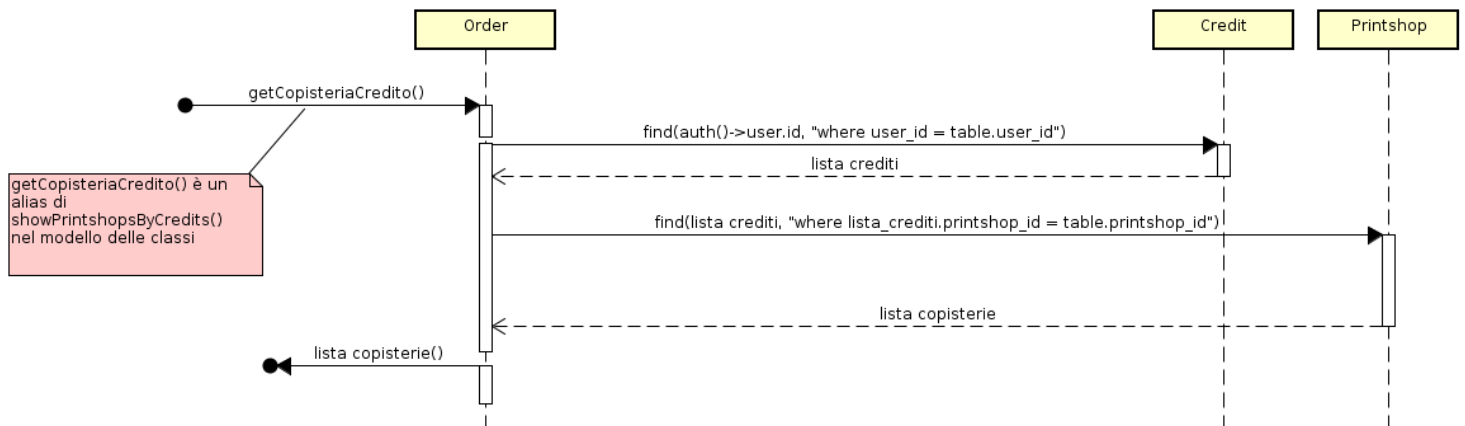 Order
Credit
Printshop
getCopisteriaCredito()
find(auth()->user.id, "where user_id = table.user_id")
lista crediti
getCopisteriaCredito() è un
alias di
showPrintshopsByCredits()
nel modello delle classi
find(lista crediti, "where lista_crediti.printshop_id = table.printshop_id")
lista copisterie
lista copisterie()